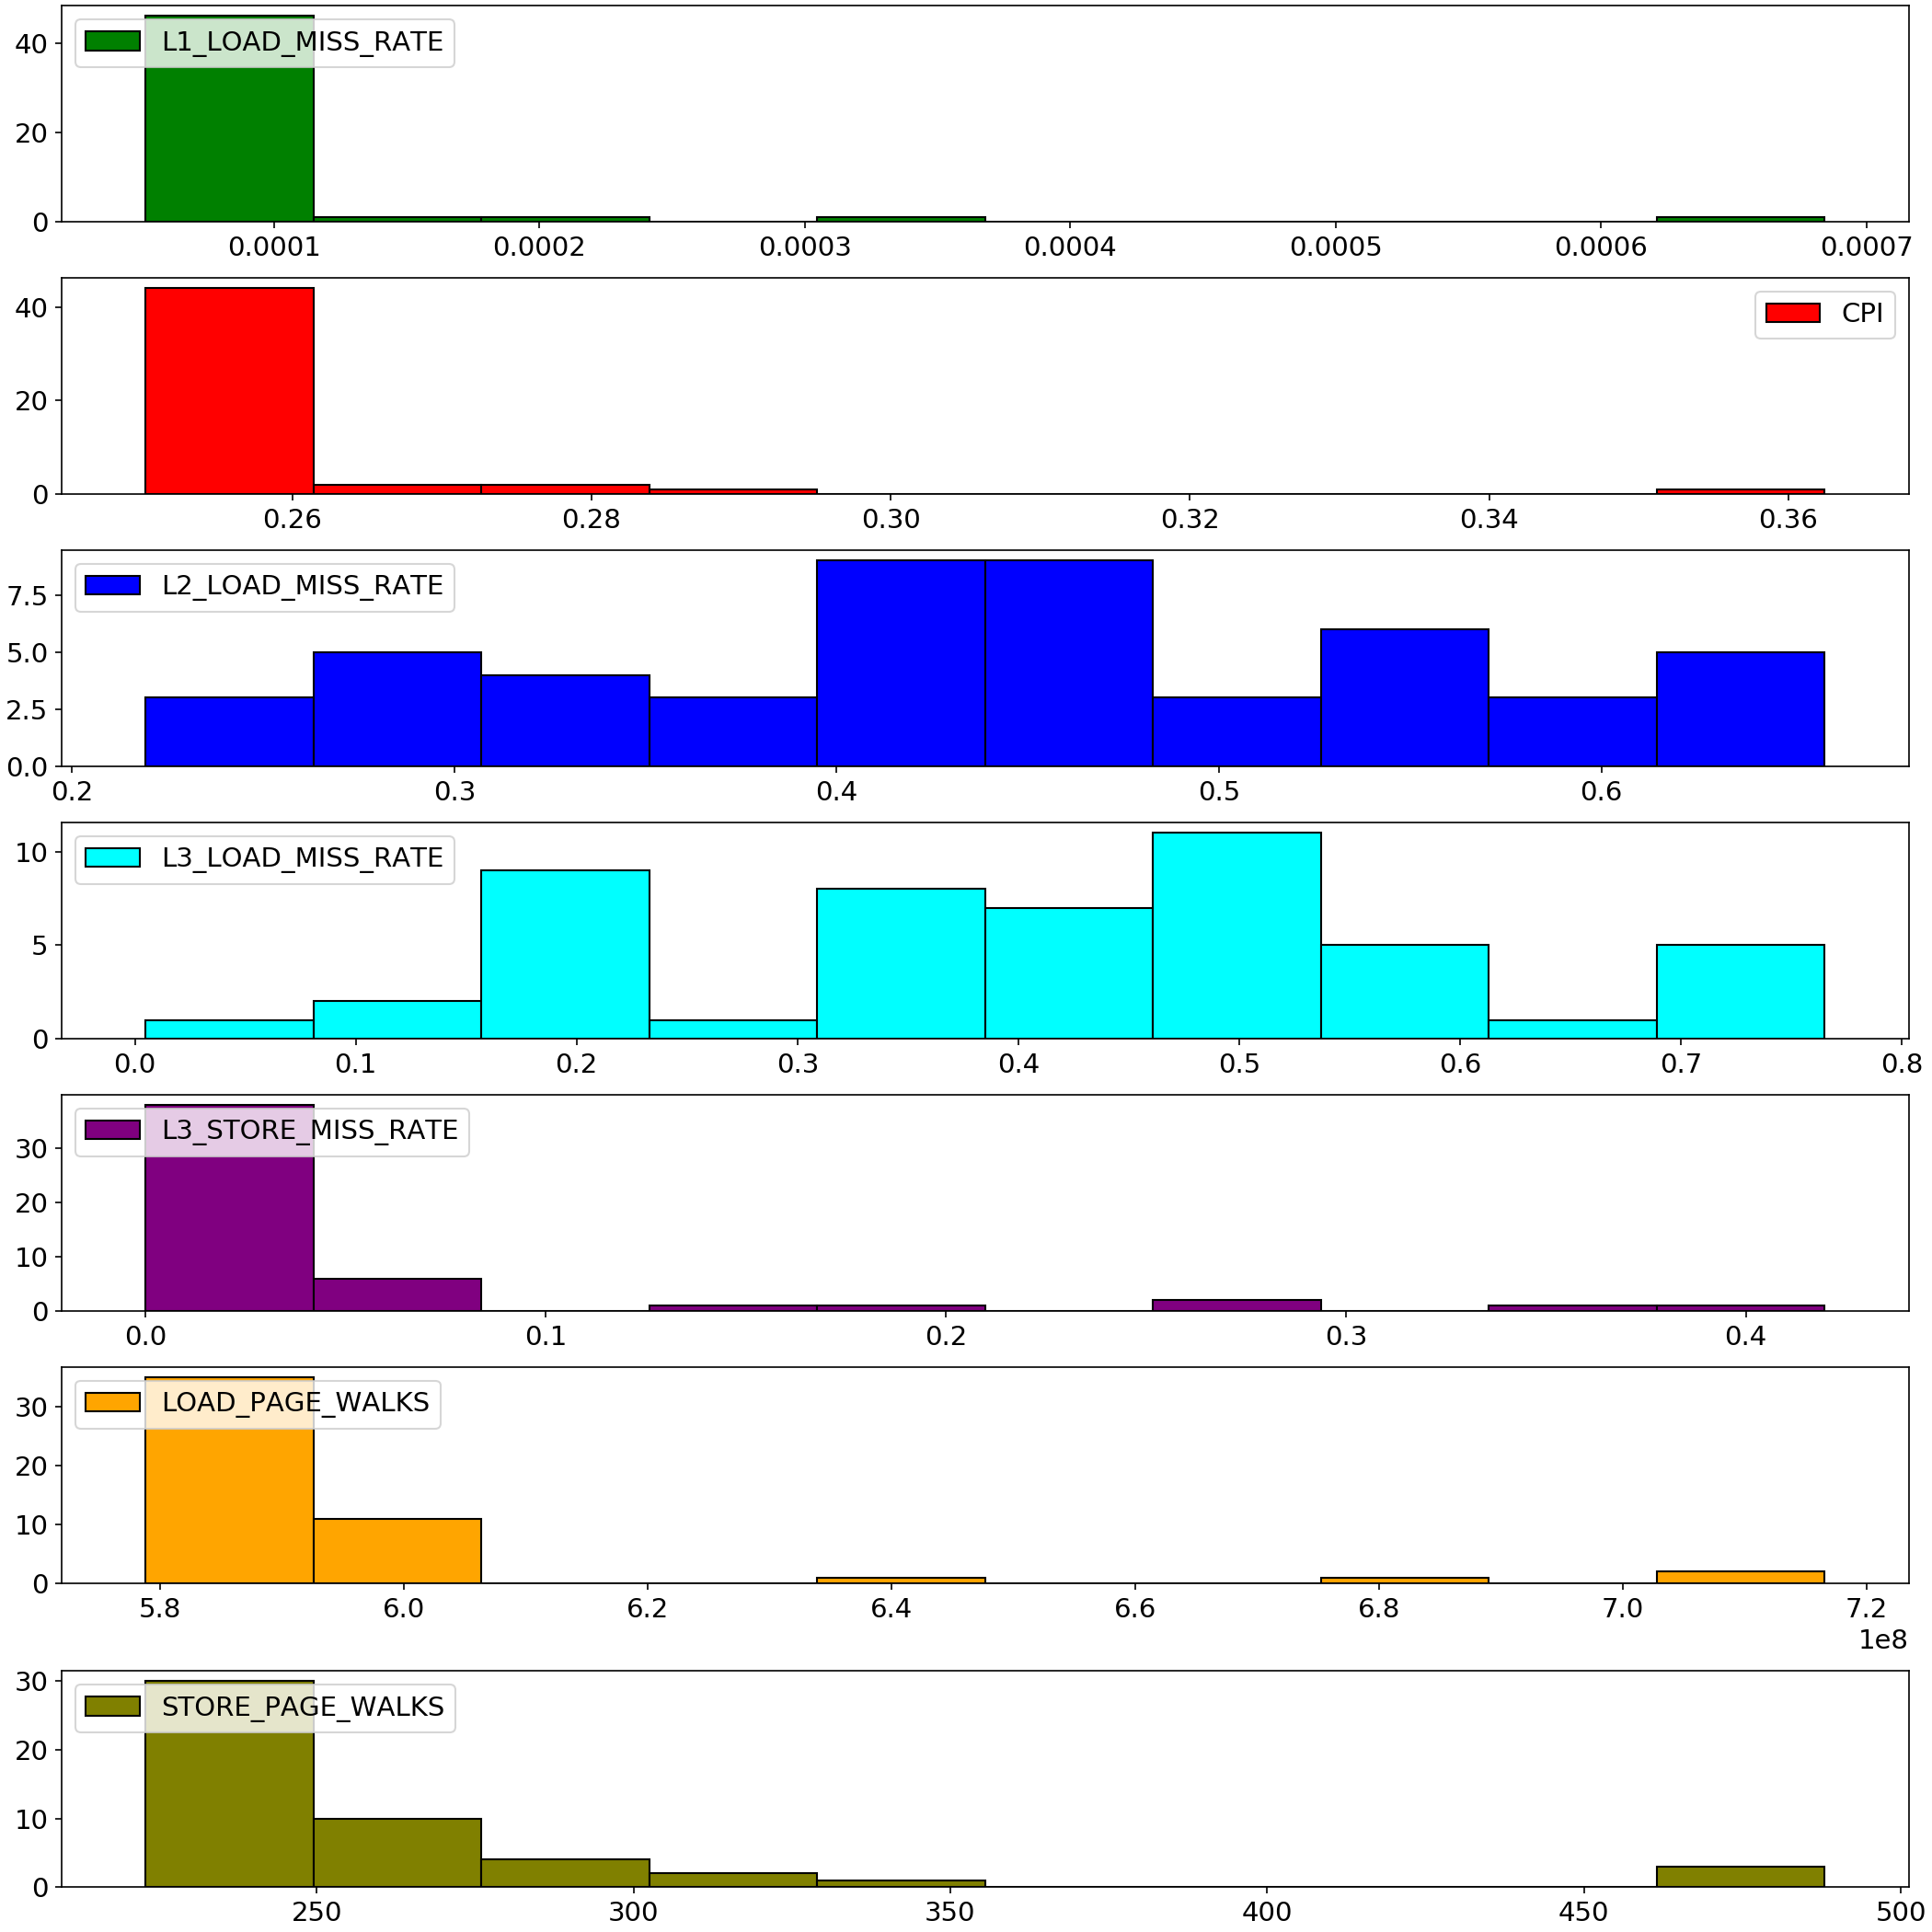 L1_LOAD_MISS_RATE
40
20
0
0.0001 0.0002 0.0003 0.0004 0.0005 0.0006 0.0007
CPI
40
20
0
0.26 0.28 0.30 0.32 0.34 0.36
L2_LOAD_MISS_RATE
7.5
5.0
2.5
0.0
0.2 0.3 0.4 0.5 0.6
L3_LOAD_MISS_RATE
10
5
0
0.0 0.1 0.2 0.3 0.4 0.5 0.6 0.7 0.8
L3_STORE_MISS_RATE
30
20
10
0
0.0 0.1 0.2 0.3 0.4
LOAD_PAGE_WALKS
30
20
10
0
5.8 6.0 6.2 6.4 6.6 6.8 7.0 7.2
1e8
30
STORE_PAGE_WALKS
20
10
0
250 300 350 400 450 500